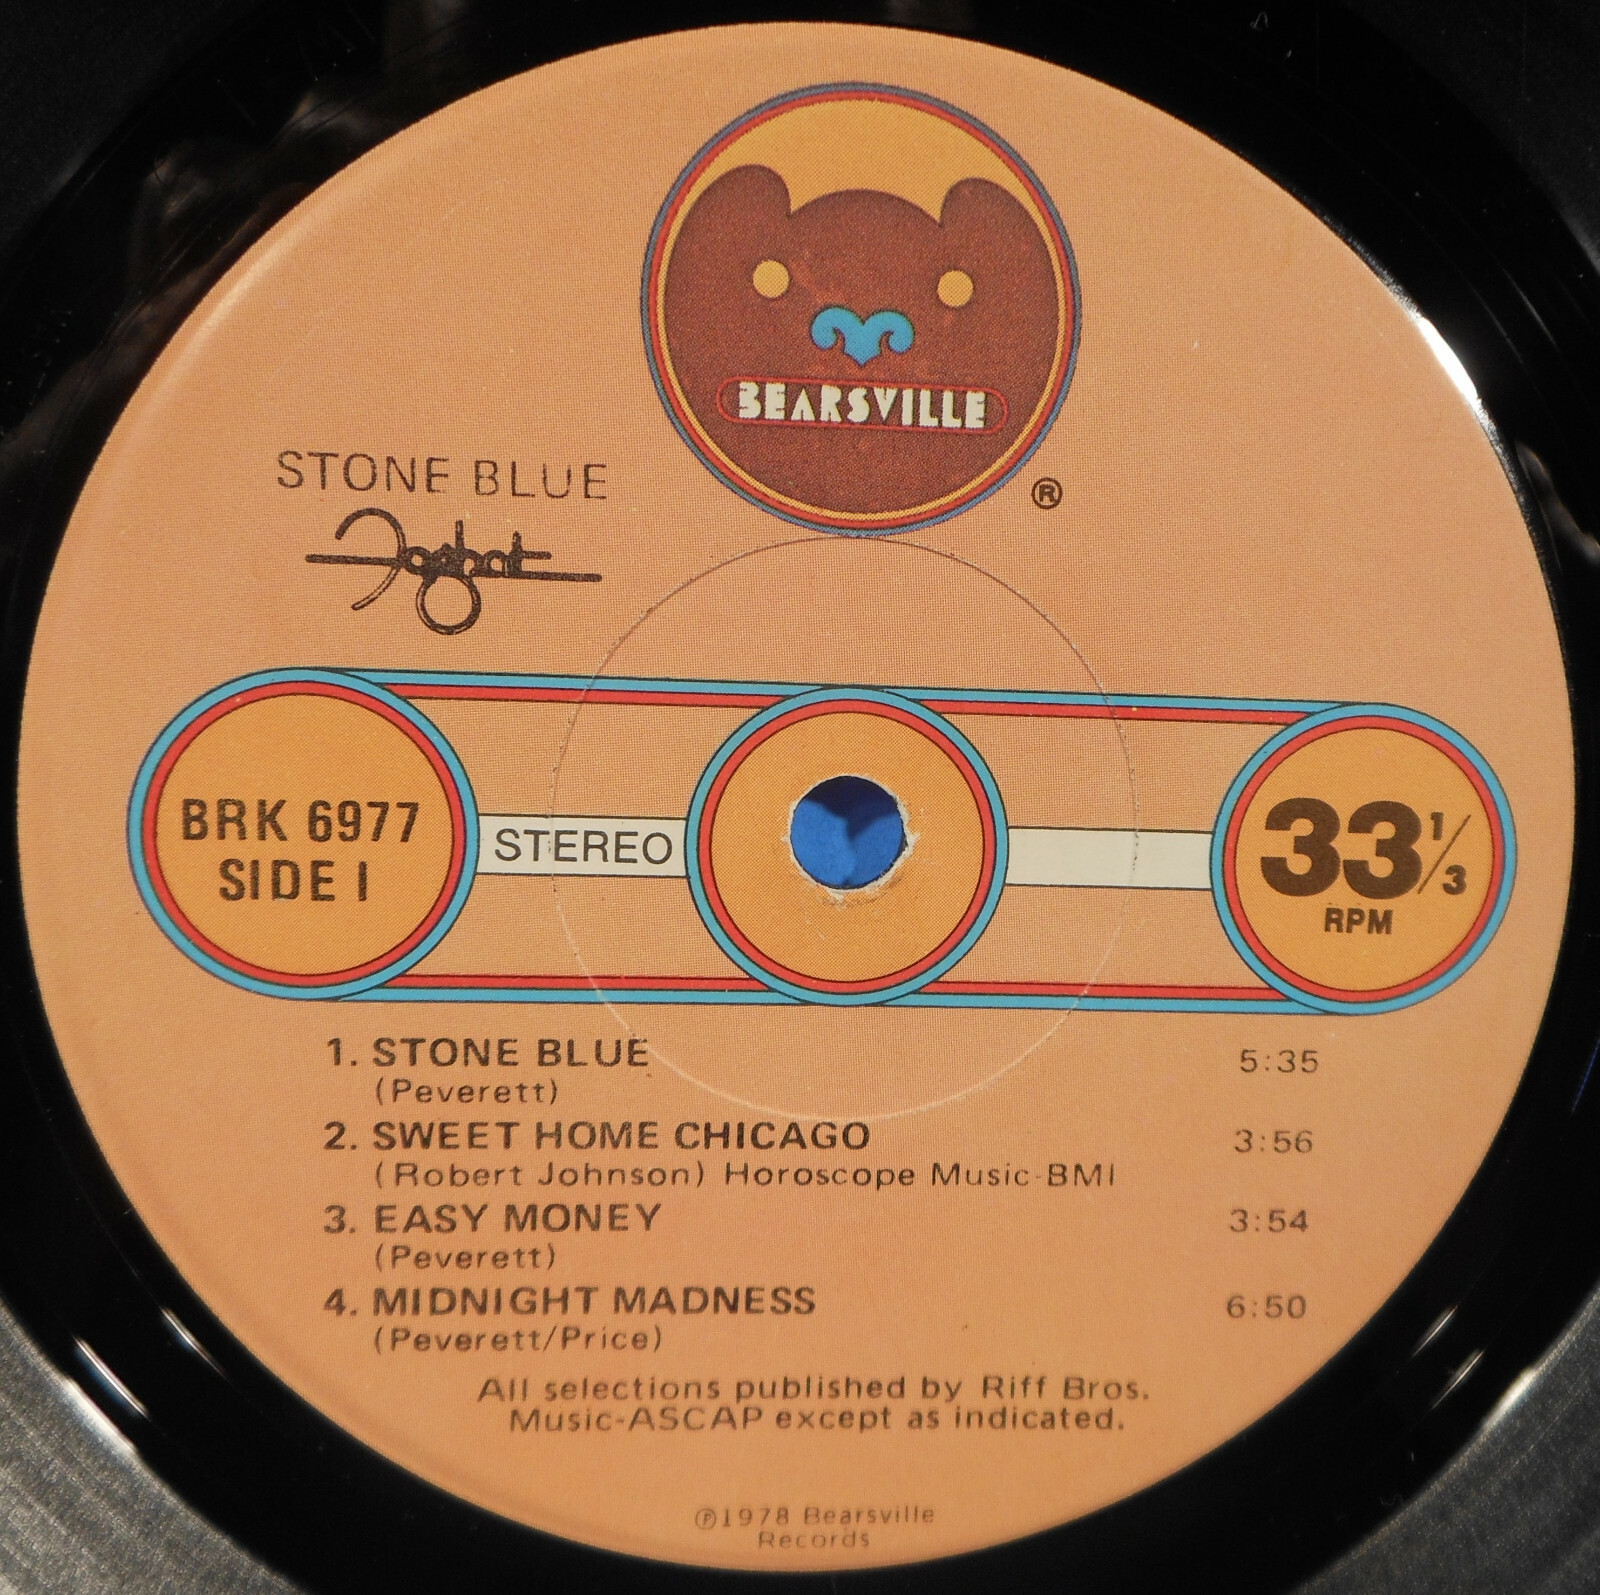 BEARSVILLE
®
STONE BLUE
Foghat
BRK 6977
SIDE 1
STEREO
33 1/3
RPM
1. STONE BLUE 5:35
(Peverett)
2. SWEET HOME CHICAGO 3:56
(Robert Johnson) Horoscope Music-BMI
3. EASY MONEY 3:54
(Peverett)
4. MIDNIGHT MADNESS 6:50
(Peverett/Price)
All selections published by Riff Bros.
Music-ASCAP except as indicated.
℗1978 Bearsville
Records